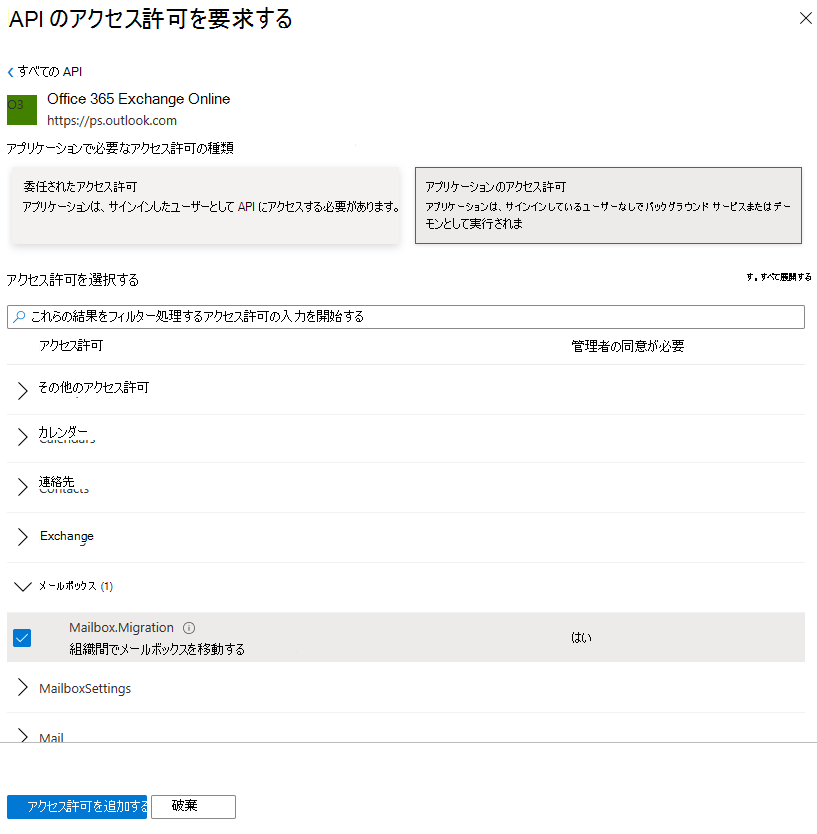 API のアクセス許可を要求する
すべての API
O3
Office 365 Exchange Online
https://ps.outlook.com
アプリケーションで必要なアクセス許可の種類
委任されたアクセス許可
アプリケーションは、サインインしたユーザーとして API にアクセスする必要があります。
アプリケーションのアクセス許可
アプリケーションは、サインインしているユーザーなしでバックグラウンド サービスまたはデー
モンとして実行されま
アクセス許可を選択する
す。すべて展開する
これらの結果をフィルター処理するアクセス許可の入力を開始する
アクセス許可 管理者の同意が必要
その他のアクセス許可
カレンダー
Calendars
連絡先
Contacts
Exchange
メールボックス (1)
Mailbox.Migration
組織間でメールボックスを移動する
はい
MailboxSettings
Mail
アクセス許可を追加する 破棄